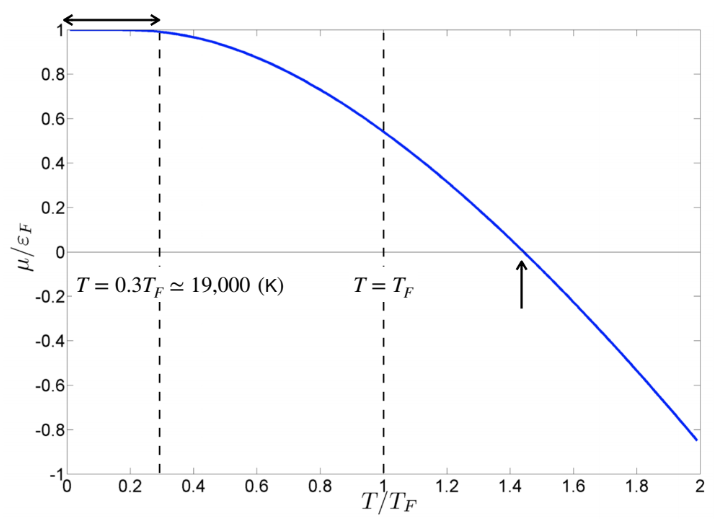 1
0.8
0.6
0.4
0.2
0
-0.2
-0.4
-0.6
-0.8
-1
μ/ε_F
T = 0.3T_F ≃ 19,000 (K)
T = T_F
0 0.2 0.4 0.6 0.8 1 1.2 1.4 1.6 1.8 2
T/T_F